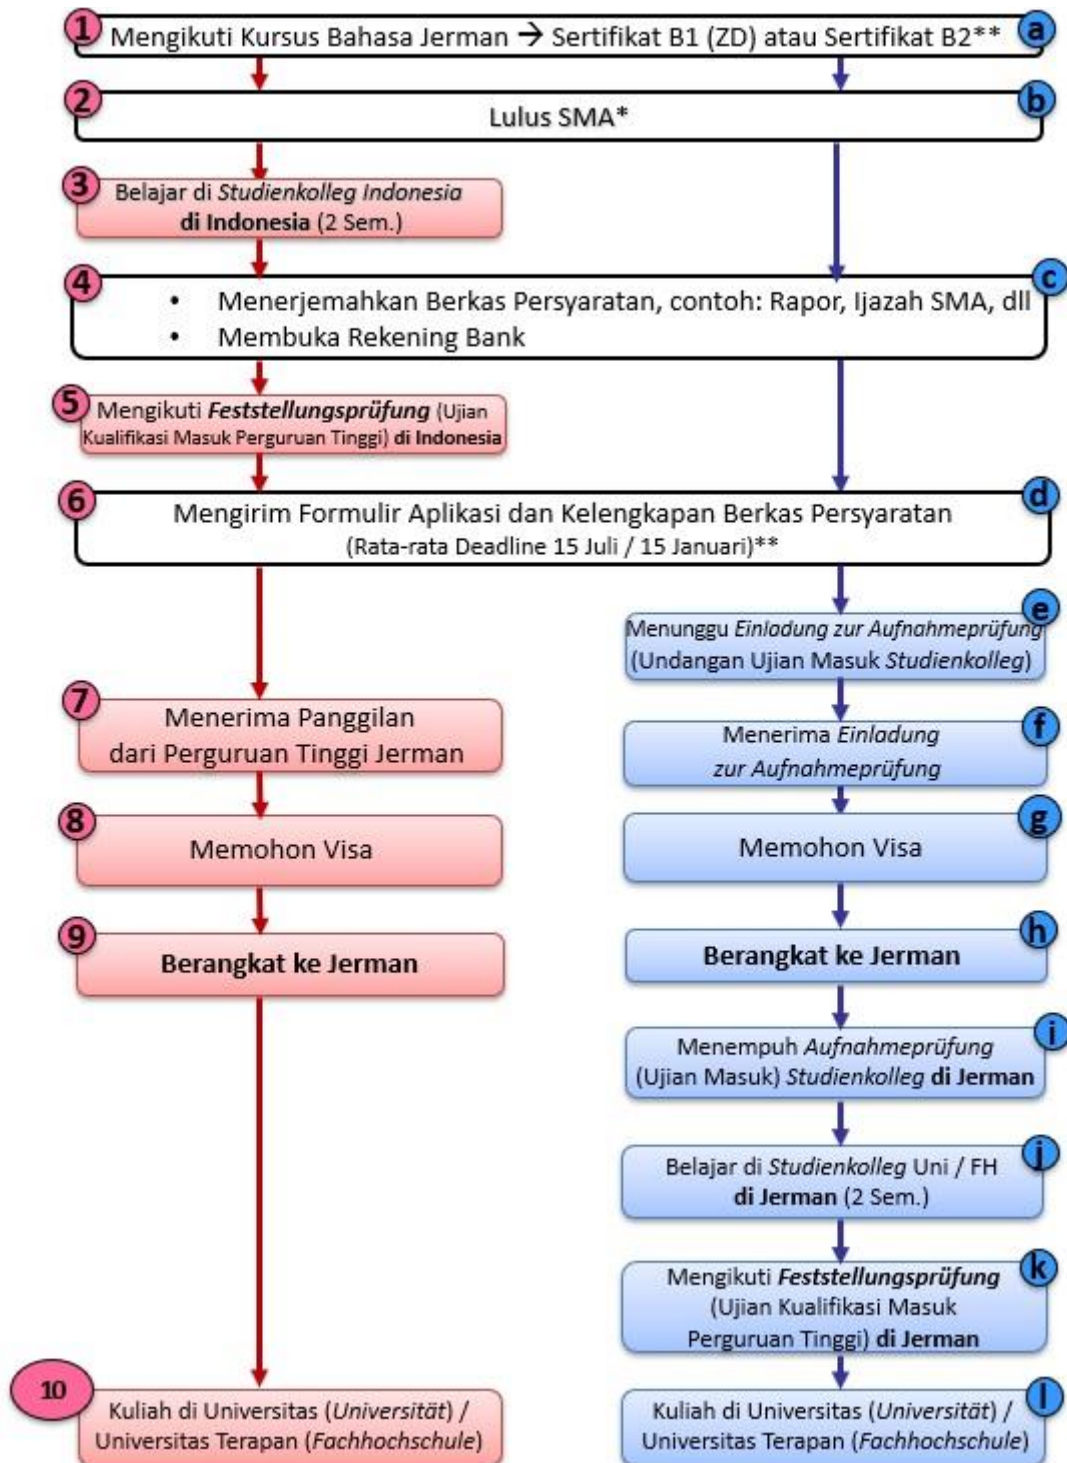 1
Mengikuti Kursus Bahasa Jerman → Sertifikat B1 (ZD) atau Sertifikat B2**
a
2
Lulus SMA*
b
3
Belajar di Studienkolleg Indonesia
di Indonesia (2 Sem.)
4
• Menerjemahkan Berkas Persyaratan, contoh: Rapor, Ijazah SMA, dll
• Membuka Rekening Bank
c
5
Mengikuti Feststellungsprüfung (Ujian
Kualifikasi Masuk Perguruan Tinggi) di Indonesia
6
Mengirim Formulir Aplikasi dan Kelengkapan Berkas Persyaratan
(Rata-rata Deadline 15 Juli / 15 Januari)**
d
e
Menunggu Einladung zur Aufnahmeprüfung
(Undangan Ujian Masuk Studienkolleg)
7
Menerima Panggilan
dari Perguruan Tinggi Jerman
f
Menerima Einladung
zur Aufnahmeprüfung
8
Memohon Visa
g
Memohon Visa
9
Berangkat ke Jerman
h
Berangkat ke Jerman
i
Menempuh Aufnahmeprüfung
(Ujian Masuk) Studienkolleg di Jerman
j
Belajar di Studienkolleg Uni / FH
di Jerman (2 Sem.)
k
Mengikuti Feststellungsprüfung
(Ujian Kualifikasi Masuk
Perguruan Tinggi) di Jerman
10
Kuliah di Universitas (Universität) /
Universitas Terapan (Fachhochschule)
l
Kuliah di Universitas (Universität) /
Universitas Terapan (Fachhochschule)